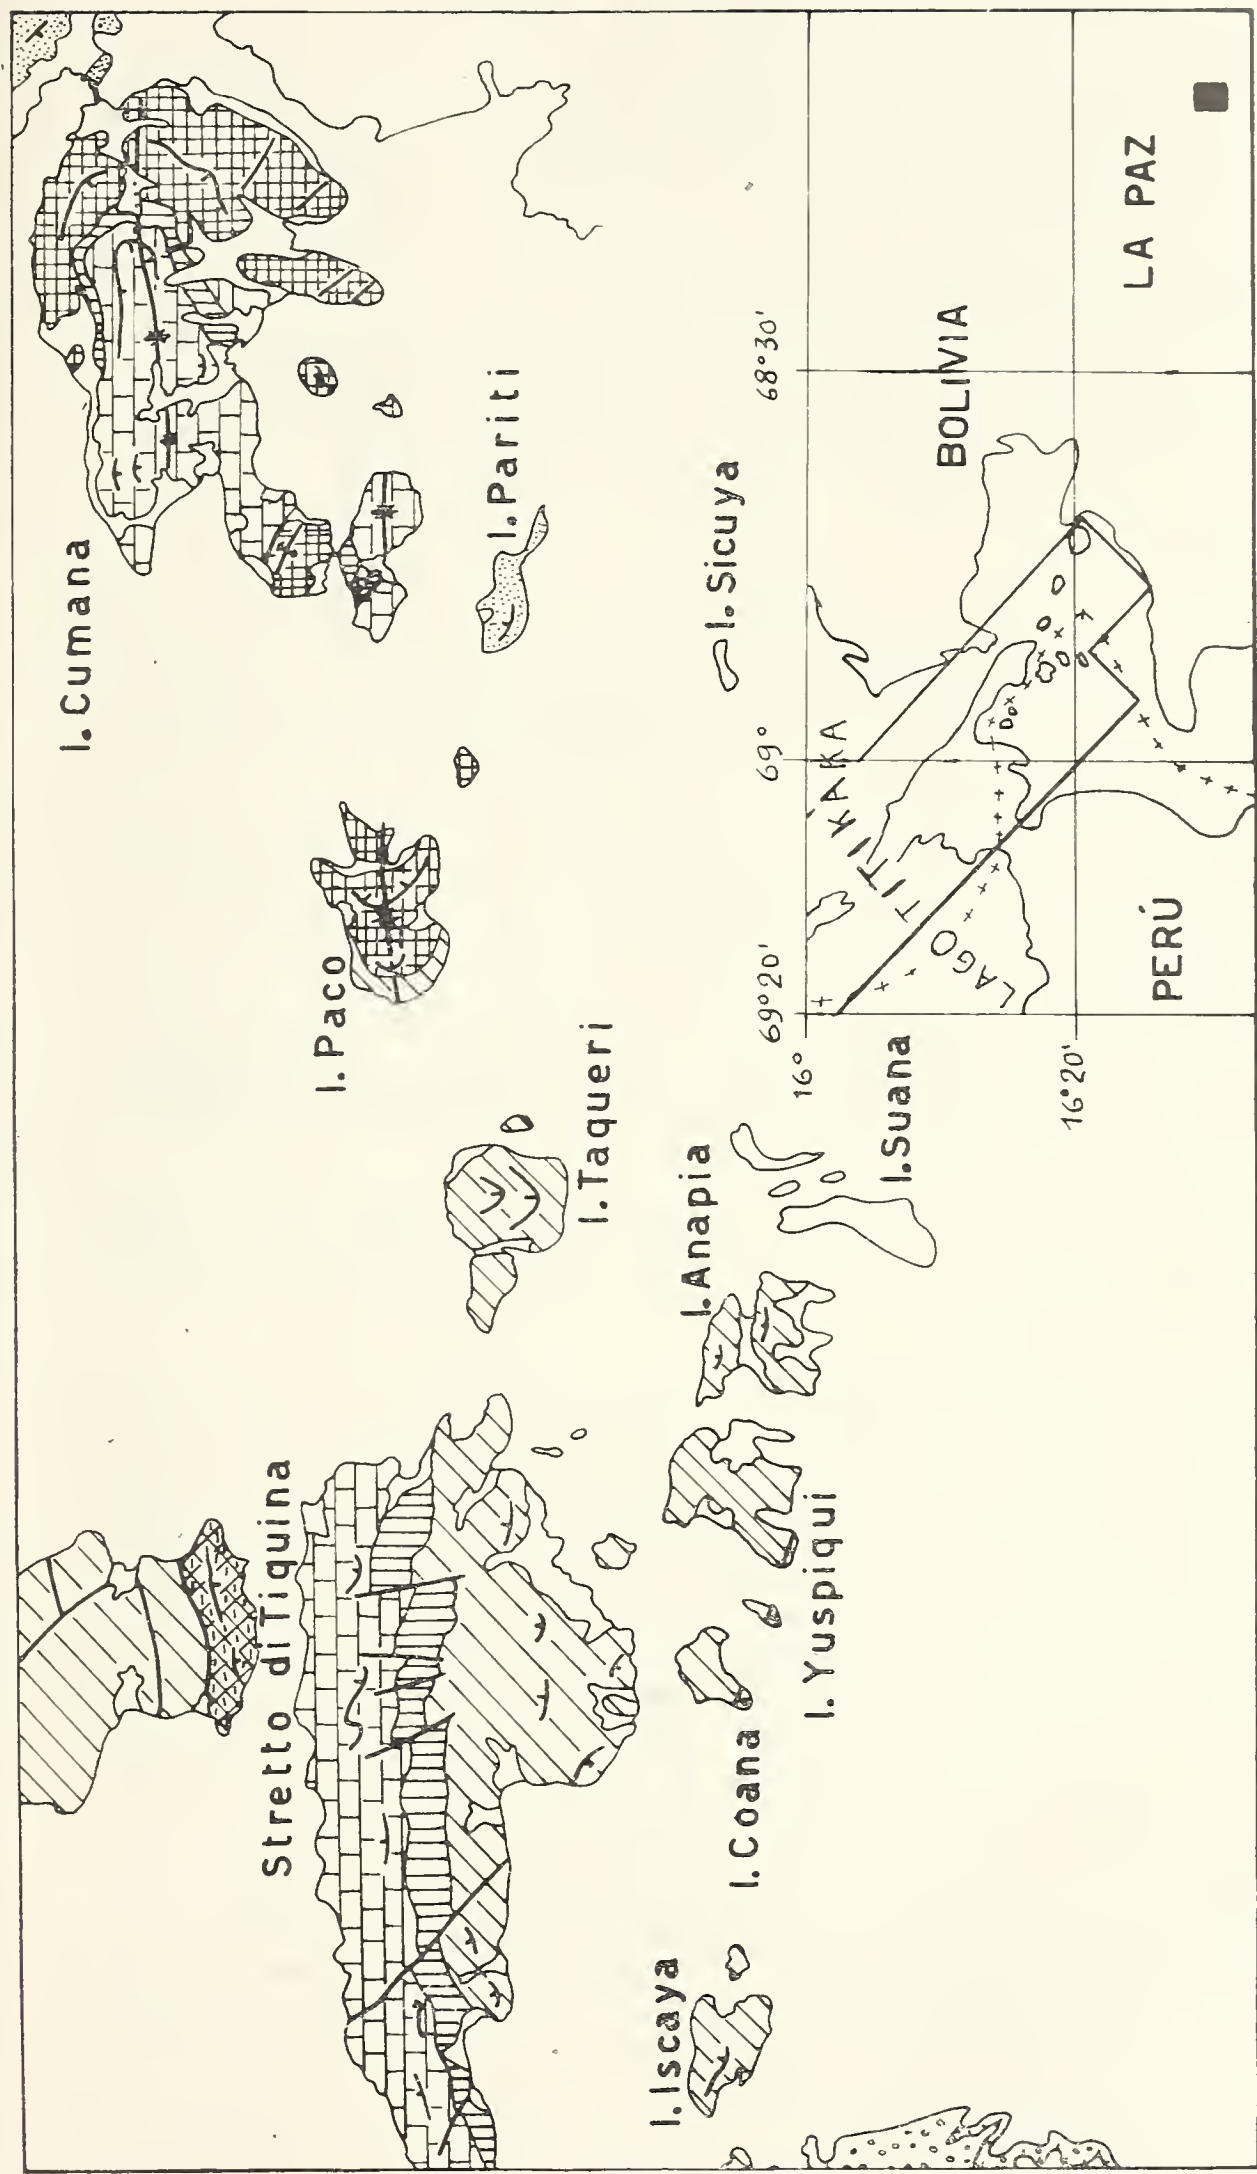 I. Cumana
I. Pariti
I. Paco
I. Taqueri
Stretto di Tiquina
I. Sicuya
I. Anapia
I. Suana
I. Yuspiqui
I. Coana
I. Iscaya
69°20'
69°
68°30'
16°
16°20'
LAGO TITIKAKA
BOLIVIA
PERÚ
LA PAZ